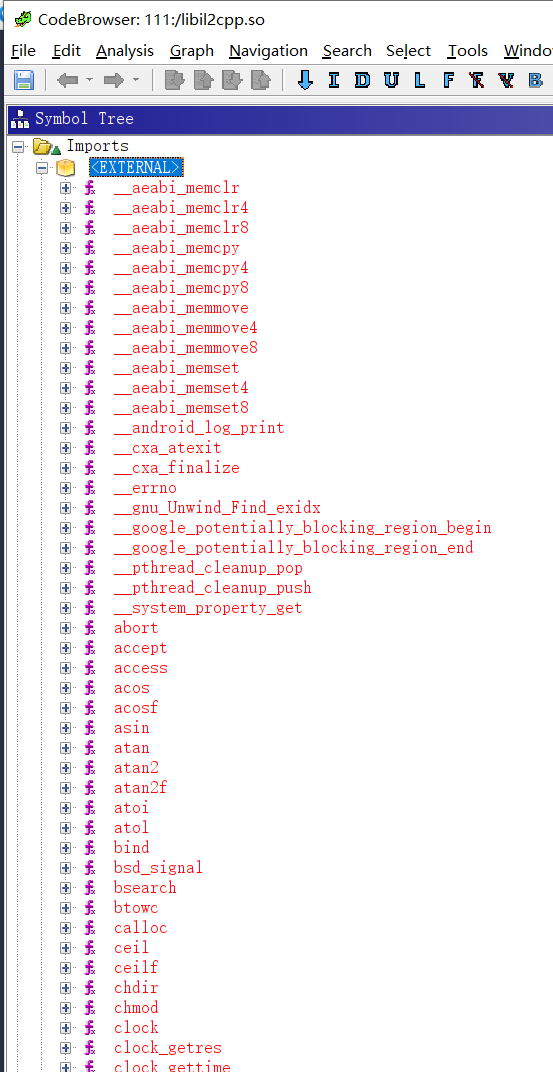 CodeBrowser: 111:/libil2cpp.so
File Edit Analysis Graph Navigation Search Select Tools Window
I D U L F F V B
Symbol Tree
Imports
<EXTERNAL>
__aeabi_memclr
__aeabi_memclr4
__aeabi_memclr8
__aeabi_memcpy
__aeabi_memcpy4
__aeabi_memcpy8
__aeabi_memmove
__aeabi_memmove4
__aeabi_memmove8
__aeabi_memset
__aeabi_memset4
__aeabi_memset8
__android_log_print
__cxa_atexit
__cxa_finalize
__errno
__gnu_Unwind_Find_exidx
__google_potentially_blocking_region_begin
__google_potentially_blocking_region_end
__pthread_cleanup_pop
__pthread_cleanup_push
__system_property_get
abort
accept
access
acos
acosf
asin
atan
atan2
atan2f
atoi
atol
bind
bsd_signal
bsearch
btowc
calloc
ceil
ceilf
chdir
chmod
clock
clock_getres
clock_gettime